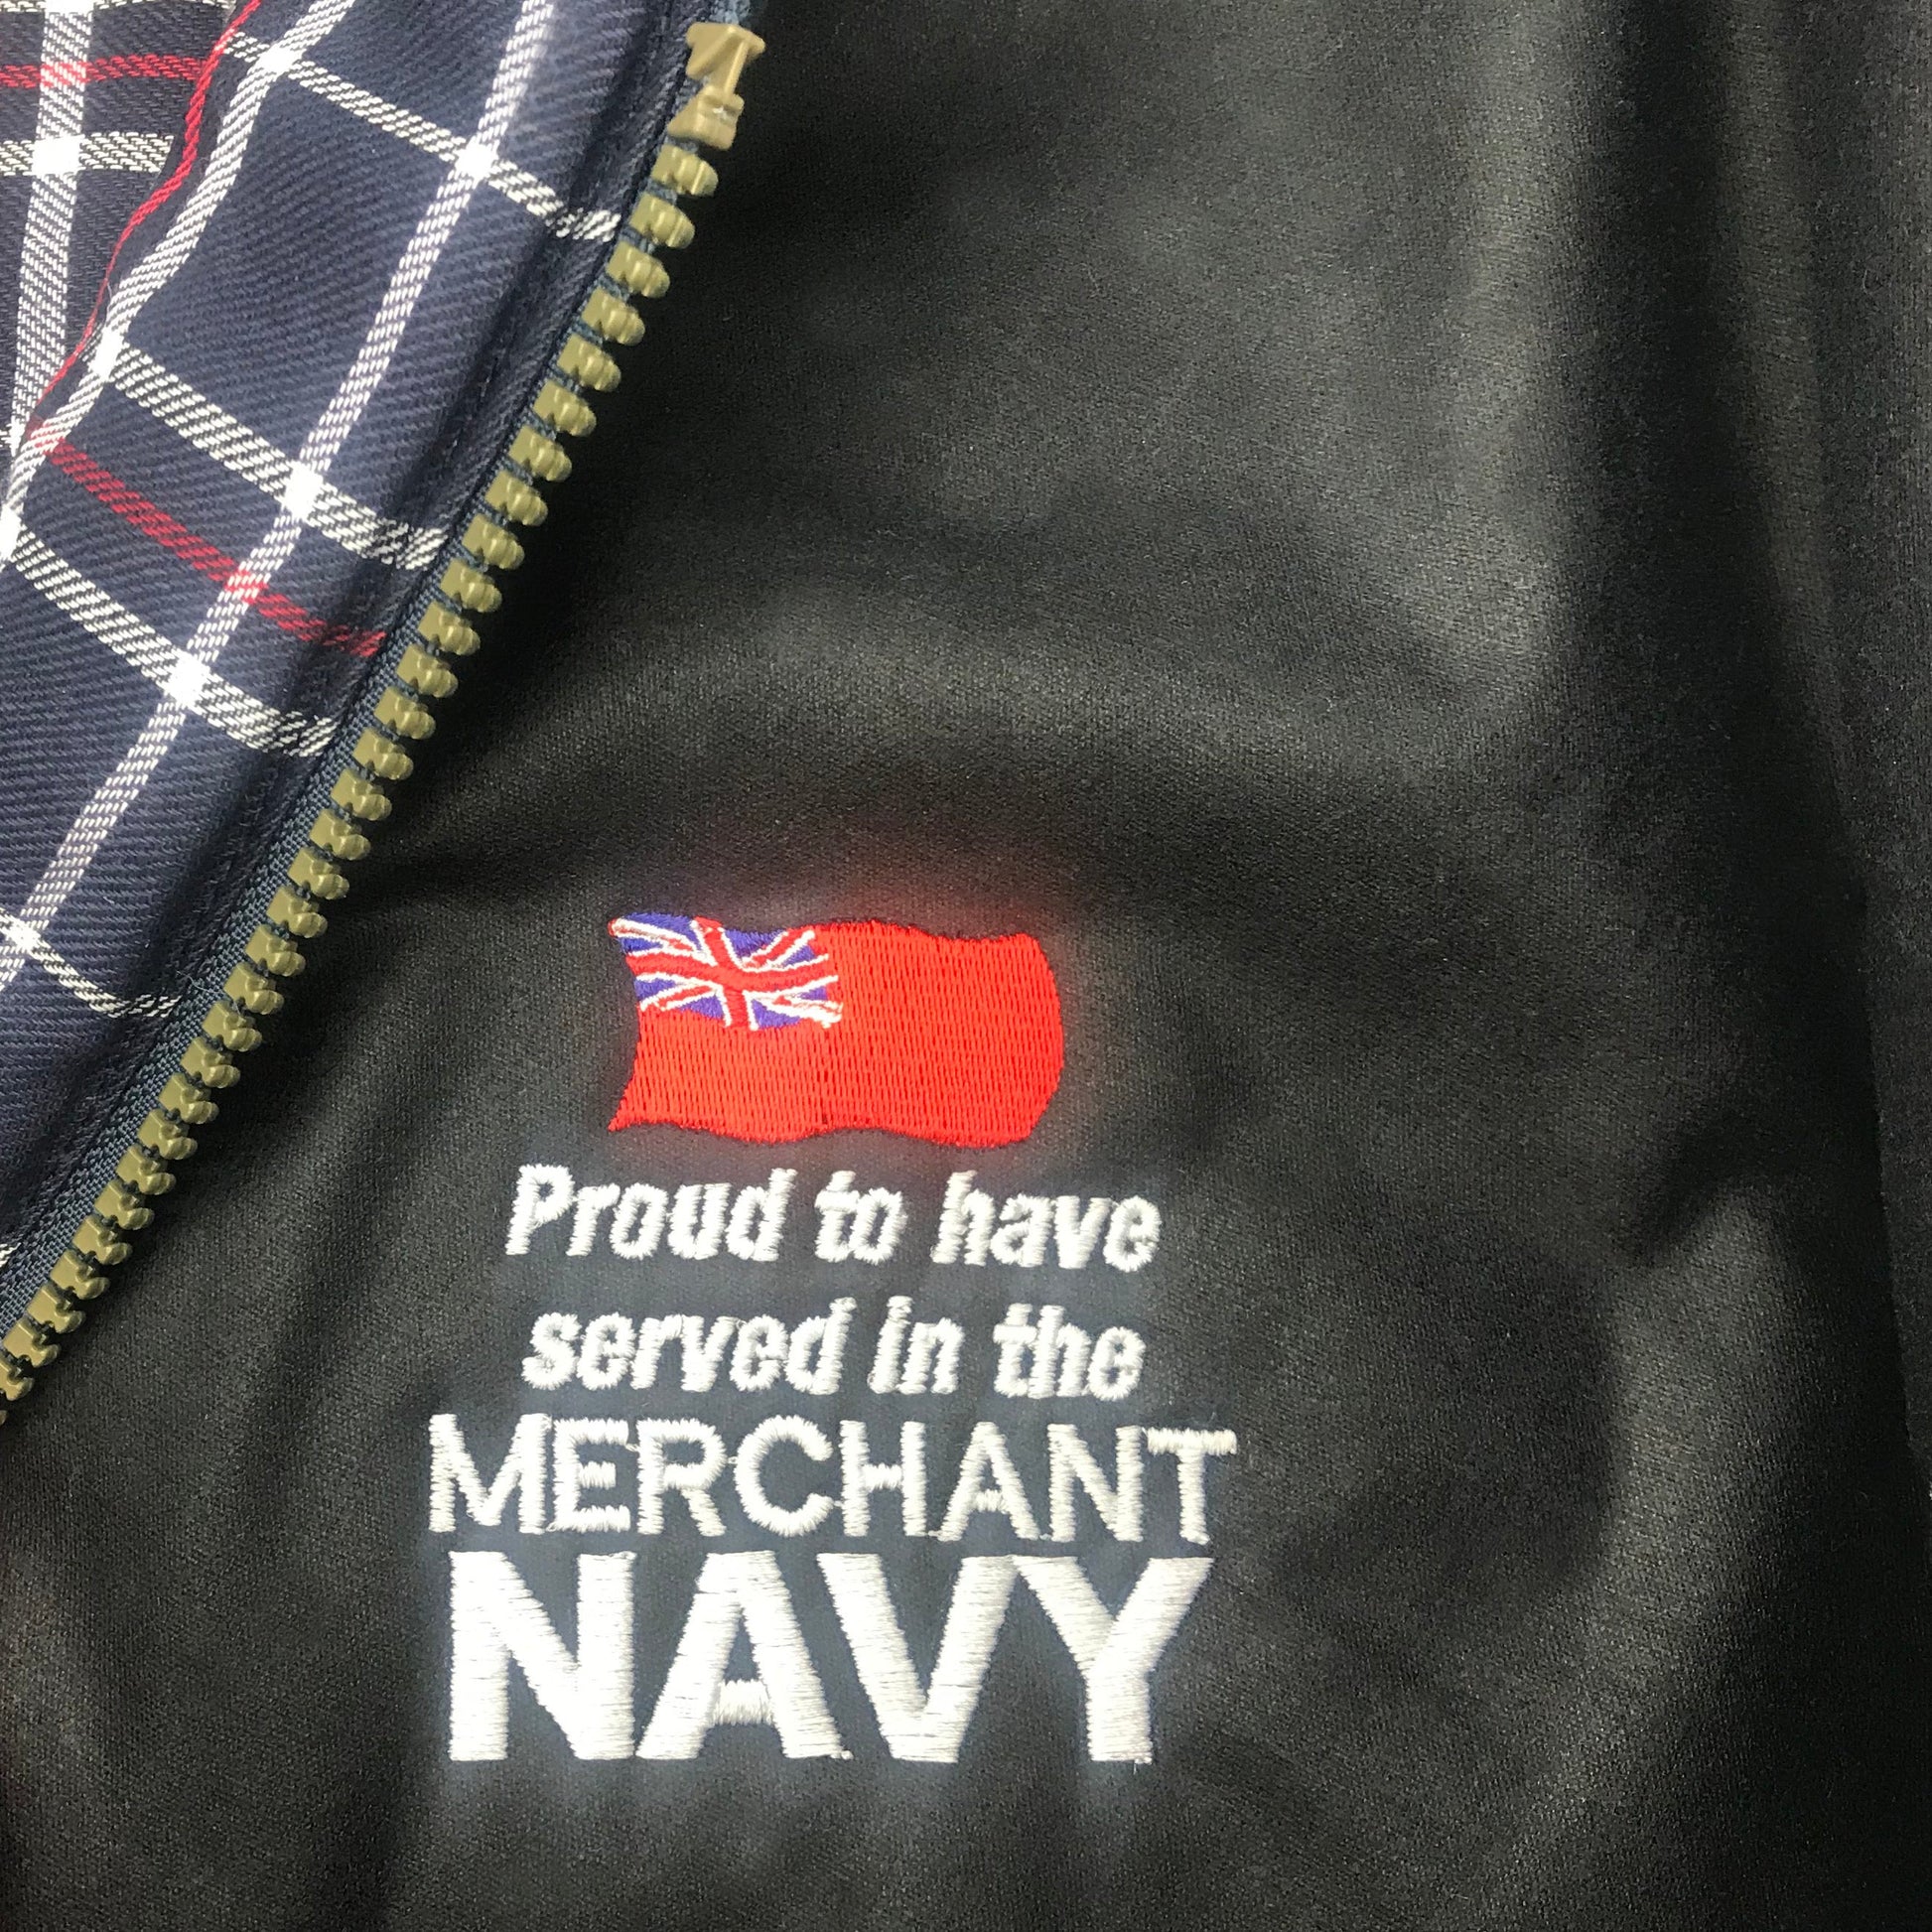 Proud to have
served in the
MERCHANT
NAVY